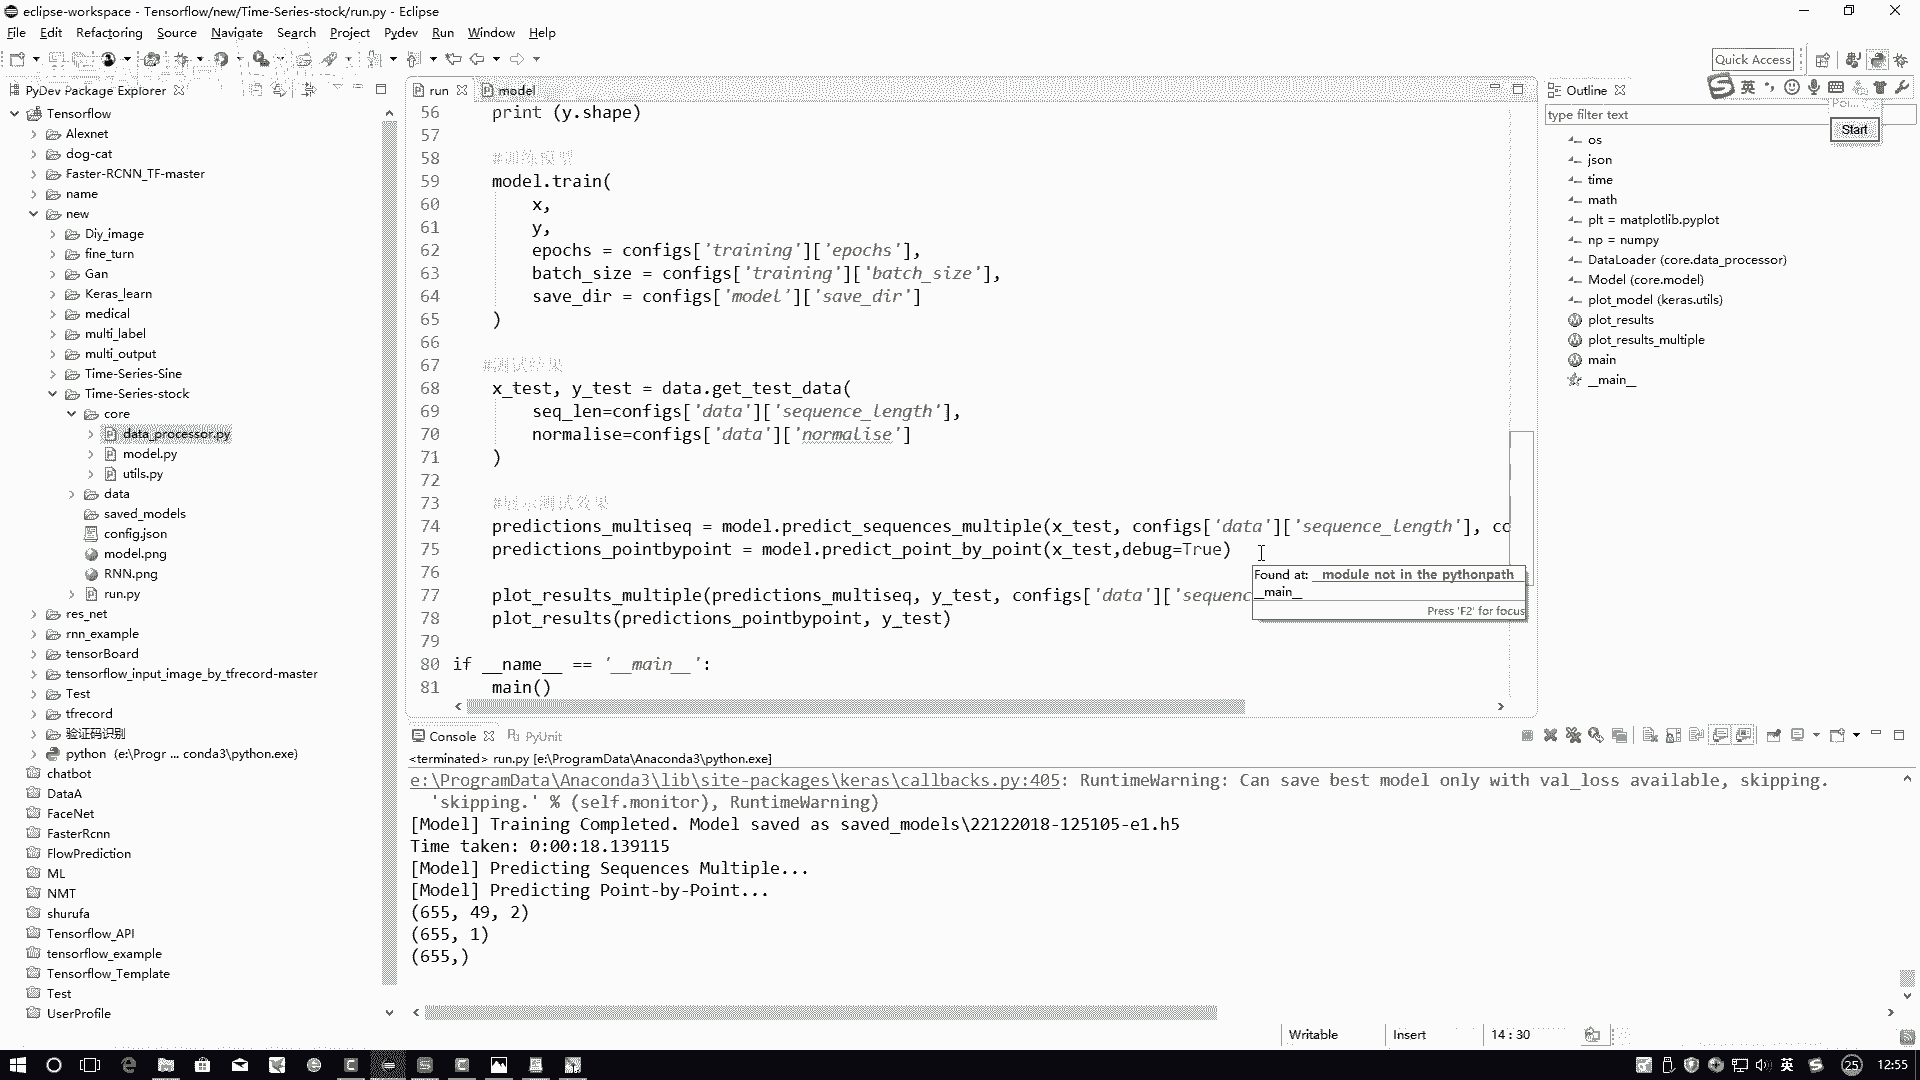 eclipse-workspace - Tensorflow/new/Time-Series-stock/run.py - Eclipse
File Edit Refactoring Source Navigate Search Project Pydev Run Window Help
Quick Access
英
PyDev Package Explorer
Tensorflow
Alexnet
dog-cat
Faster-RCNN_TF-master
name
new
Diy_image
fine_turn
Gan
Keras_learn
medical
multi_label
multi_output
Time-Series-Sine
Time-Series-stock
core
data_processor.py
model.py
utils.py
data
saved_models
config.json
model.png
RNN.png
run.py
res_net
rnn_example
tensorBoard
tensorflow_input_image_by_tfrecord-master
Test
tfrecord
验证码识别
python (e:\Progr ... conda3\python.exe)
chatbot
DataA
FaceNet
FasterRcnn
FlowPrediction
ML
NMT
shurufa
Tensorflow_API
tensorflow_example
Tensorflow_Template
Test
UserProfile
run model
56 print (y.shape)
57
58 #训练模型
59 model.train(
60 x,
61 y,
62 epochs = configs['training']['epochs'],
63 batch_size = configs['training']['batch_size'],
64 save_dir = configs['model']['save_dir']
65 )
66
67 #测试结果
68 x_test, y_test = data.get_test_data(
69 seq_len=configs['data']['sequence_length'],
70 normalise=configs['data']['normalise']
71 )
72
73 #展示测试效果
74 predictions_multiseq = model.predict_sequences_multiple(x_test, configs['data']['sequence_length'], co
75 predictions_pointbypoint = model.predict_point_by_point(x_test,debug=True)
76
77 plot_results_multiple(predictions_multiseq, y_test, configs['data']['sequenc
78 plot_results(predictions_pointbypoint, y_test)
79
80 if __name__ == '__main__':
81 main()
Found at: __module_not_in_the_pythonpath
__main__
Press 'F2' for focus
Outline
type filter text
Start
os
json
time
math
plt = matplotlib.pyplot
np = numpy
DataLoader (core.data_processor)
Model (core.model)
plot_model (keras.utils)
plot_results
plot_results_multiple
main
__main__
Console PyUnit
<terminated> run.py [e:\ProgramData\Anaconda3\python.exe]
e:\ProgramData\Anaconda3\lib\site-packages\keras\callbacks.py:405: RuntimeWarning: Can save best model only with val_loss available, skipping.
'skipping.' % (self.monitor), RuntimeWarning)
[Model] Training Completed. Model saved as saved_models\22122018-125105-e1.h5
Time taken: 0:00:18.139115
[Model] Predicting Sequences Multiple...
[Model] Predicting Point-by-Point...
(655, 49, 2)
(655, 1)
(655,)
Writable Insert 14 : 30
英 25 12:55